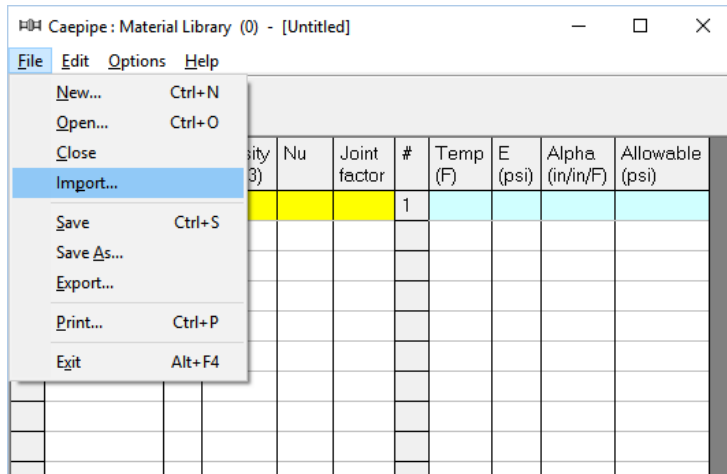 Caepipe : Material Library (0) - [Untitled]
File Edit Options Help
New... Ctrl+N
Open... Ctrl+O
Close
Import...
Save Ctrl+S
Save As...
Export...
Print... Ctrl+P
Exit Alt+F4
Nu Joint # Temp E Alpha Allowable
factor (F) (psi) (in/in/F) (psi)
1